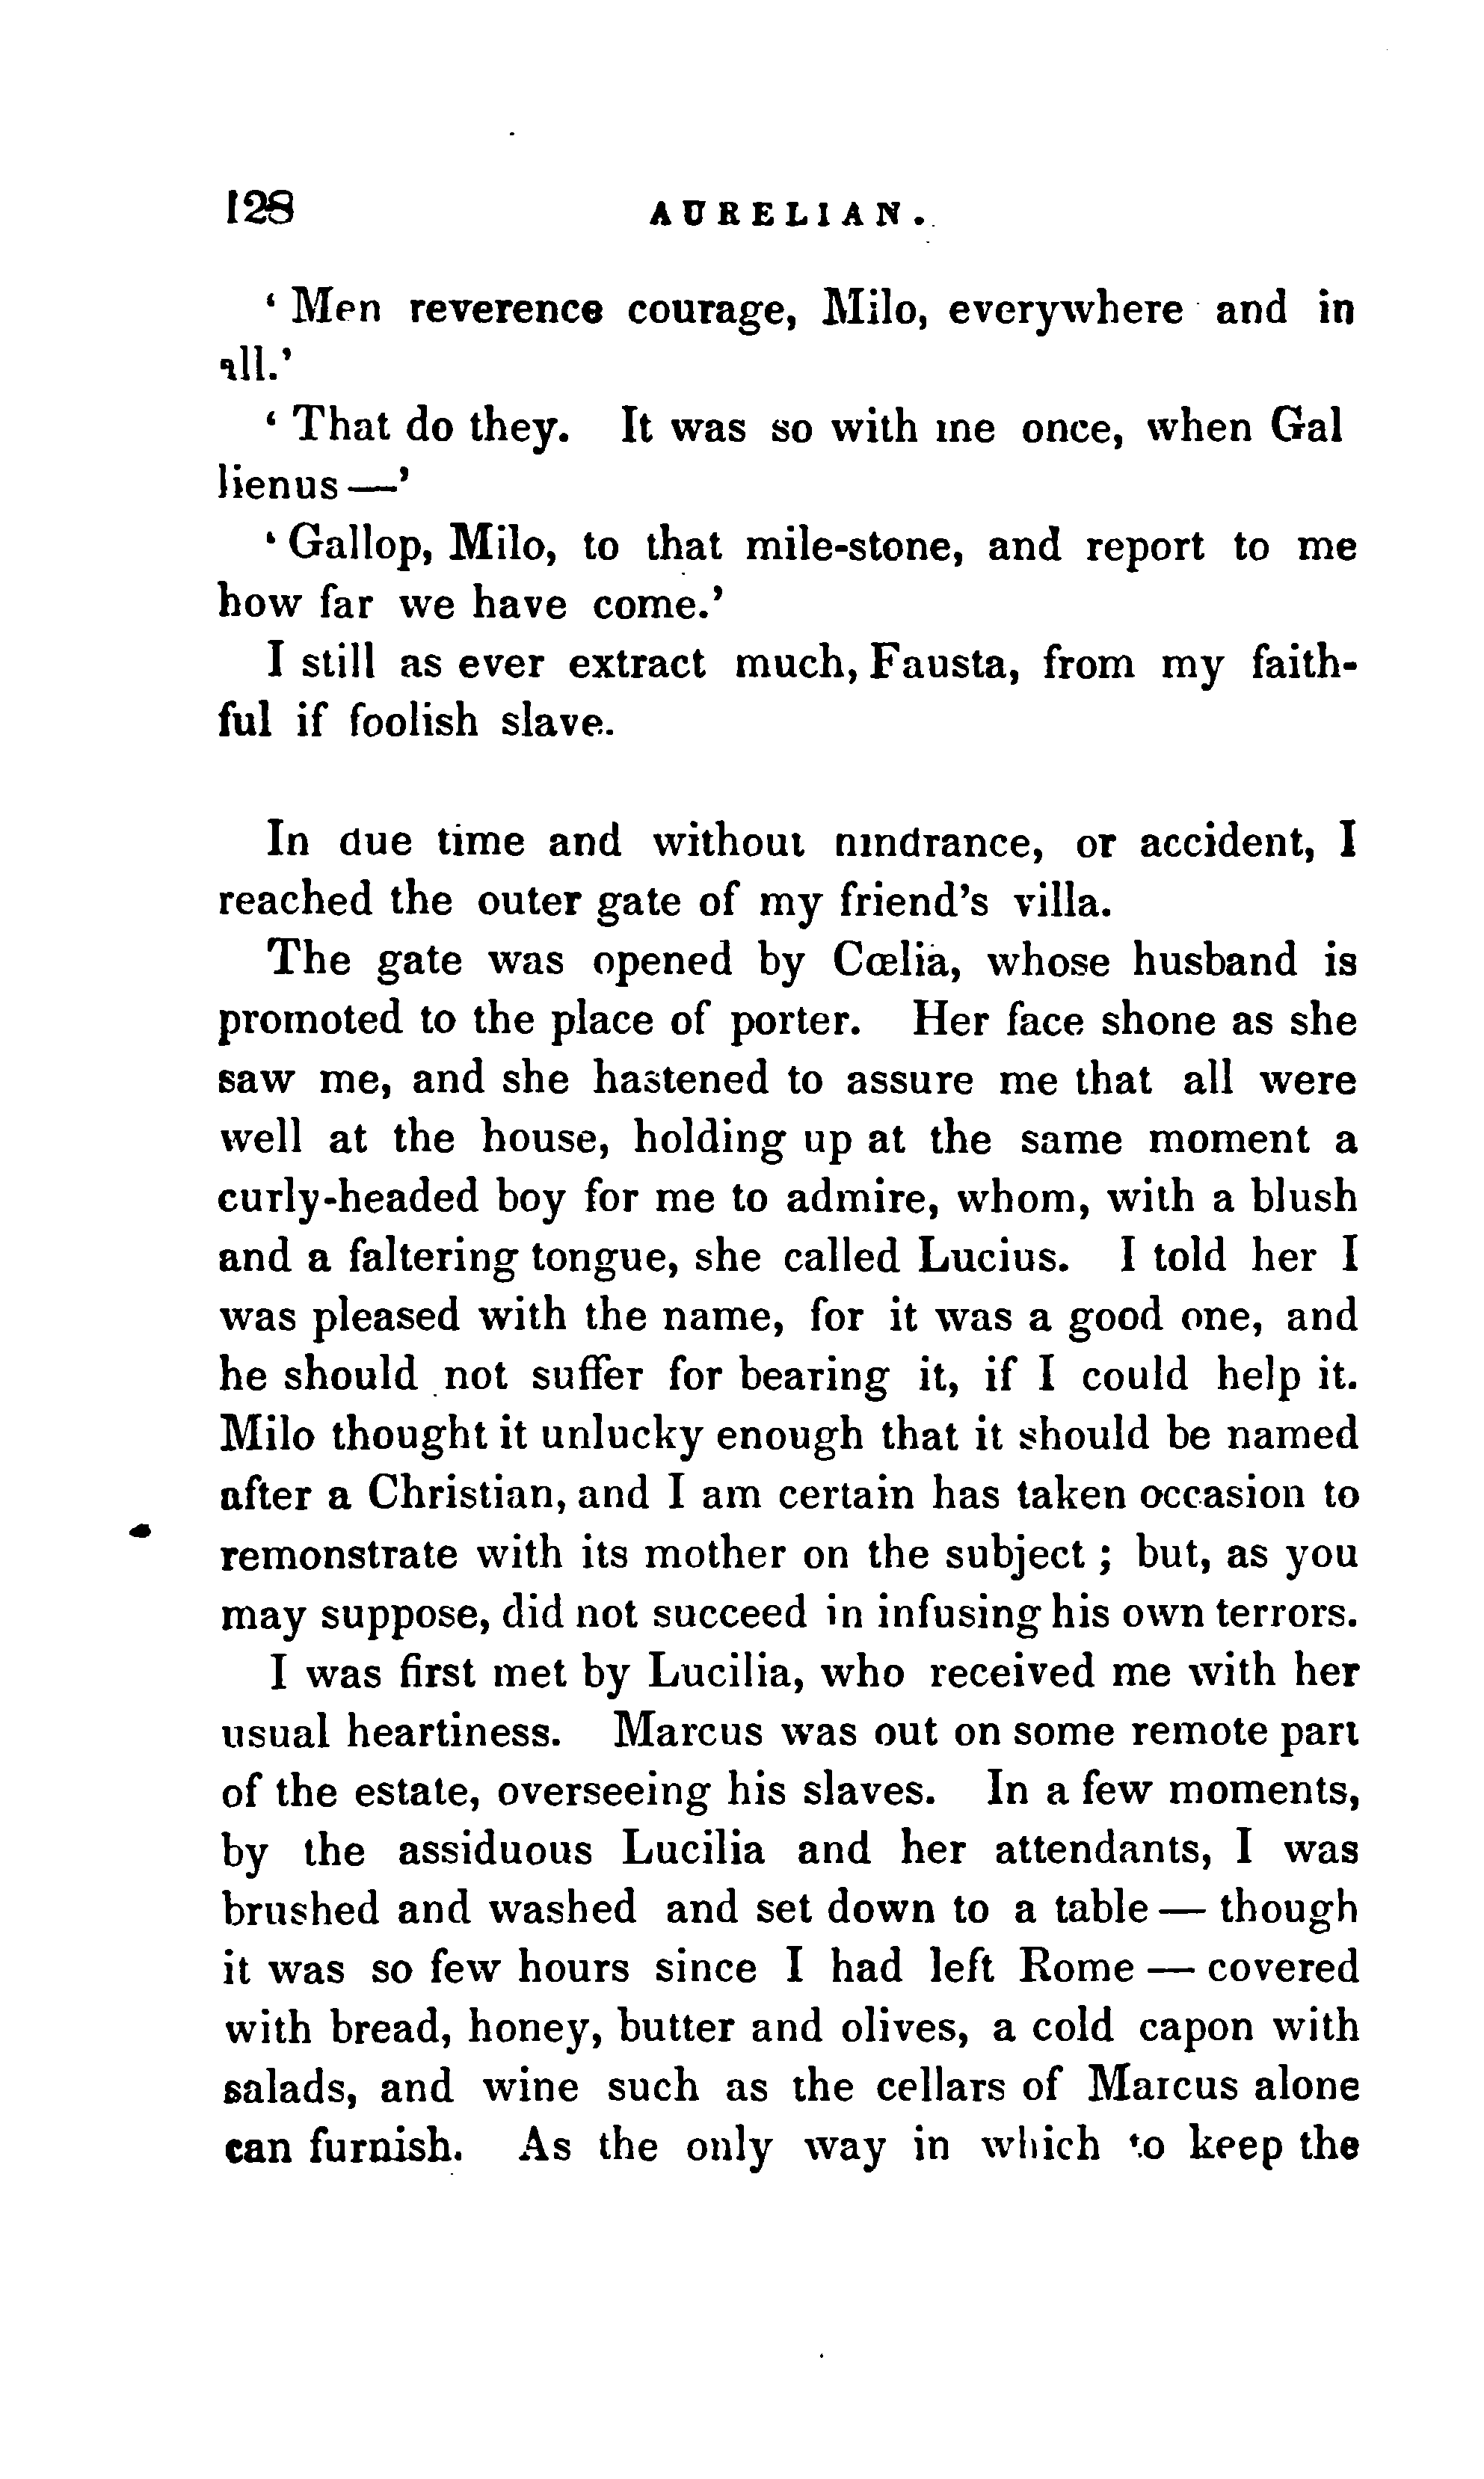 128 AURELIAN.
‘ Men reverence courage, Milo, everywhere and in
all.’
‘ That do they. It was so with me once, when Gal
lienus —’
‘ Gallop, Milo, to that mile-stone, and report to me
how far we have come.’
I still as ever extract much, Fausta, from my faith-
ful if foolish slave.
In due time and without hindrance, or accident, I
reached the outer gate of my friend's villa.
The gate was opened by Cœlia, whose husband is
promoted to the place of porter. Her face shone as she
saw me, and she hastened to assure me that all were
well at the house, holding up at the same moment a
curly-headed boy for me to admire, whom, with a blush
and a faltering tongue, she called Lucius. I told her I
was pleased with the name, for it was a good one, and
he should not suffer for bearing it, if I could help it.
Milo thought it unlucky enough that it should be named
after a Christian, and I am certain has taken occasion to
remonstrate with its mother on the subject ; but, as you
may suppose, did not succeed in infusing his own terrors.
I was first met by Lucilia, who received me with her
usual heartiness. Marcus was out on some remote part
of the estate, overseeing his slaves. In a few moments,
by the assiduous Lucilia and her attendants, I was
brushed and washed and set down to a table — though
it was so few hours since I had left Rome — covered
with bread, honey, butter and olives, a cold capon with
salads, and wine such as the cellars of Marcus alone
can furnish. As the only way in which to keep the